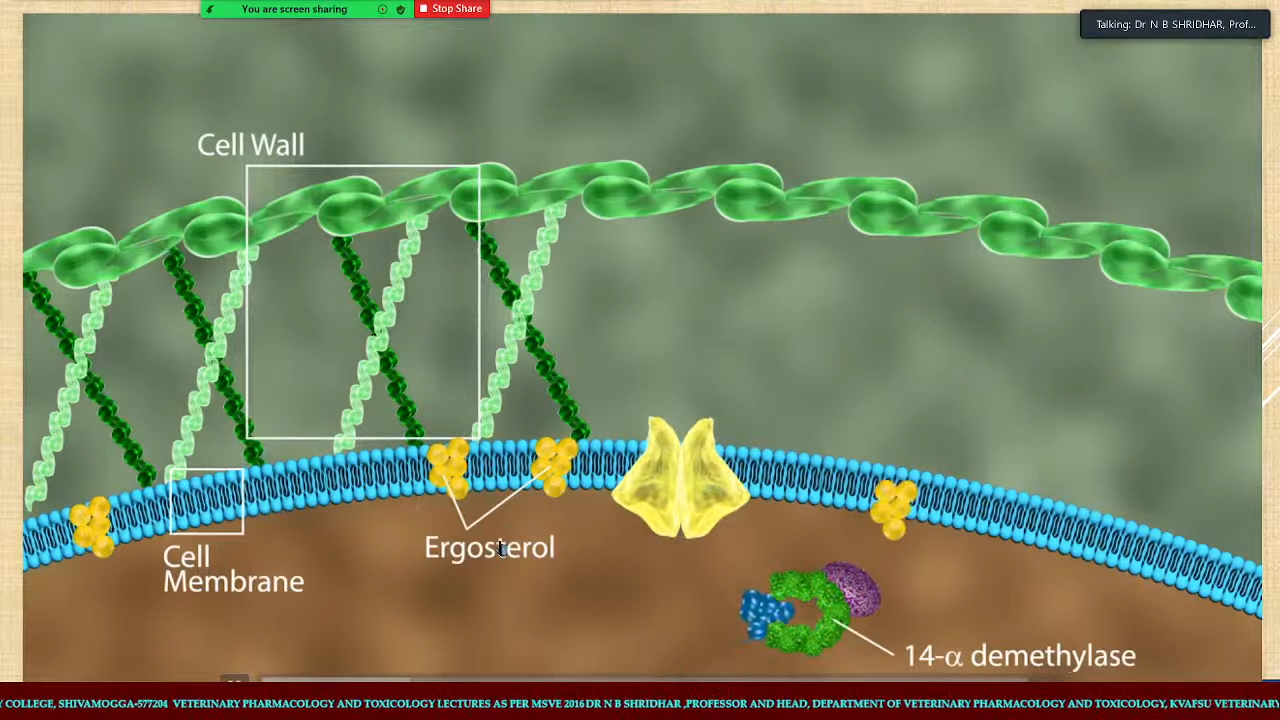 You are screen sharing
Stop Share
Talking: Dr N B SHRIDHAR, Prof...
Cell Wall
Ergosterol
Cell
Membrane
14-α demethylase
Y COLLEGE, SHIVAMOGGA-577204 VETERINARY PHARMACOLOGY AND TOXICOLOGY LECTURES AS PER MSVE 2016 DR N B SHRIDHAR ,PROFESSOR AND HEAD, DEPARTMENT OF VETERINARY PHARMACOLOGY AND TOXICOLOGY, KVAFSU VETERINARY